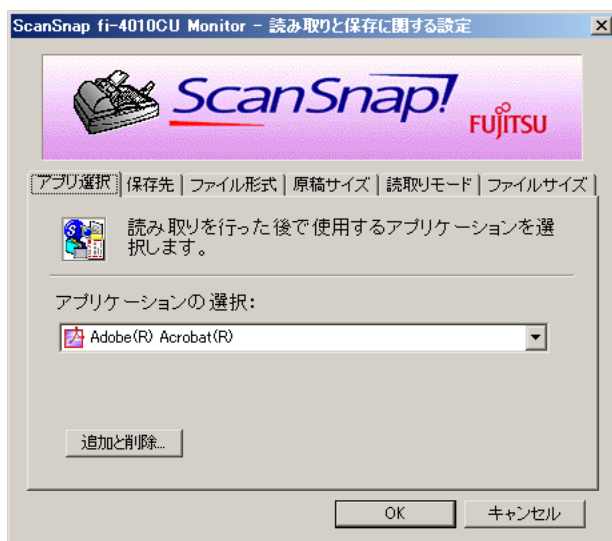 ScanSnap fi-4010CU Monitor - 読み取りと保存に関する設定
ScanSnap!
FUJITSU
アプリ選択 保存先 ファイル形式 原稿サイズ 読取りモード ファイルサイズ
読み取りを行った後で使用するアプリケーションを選
択します。
アプリケーションの選択:
Adobe(R) Acrobat(R)
追加と削除...
OK キャンセル